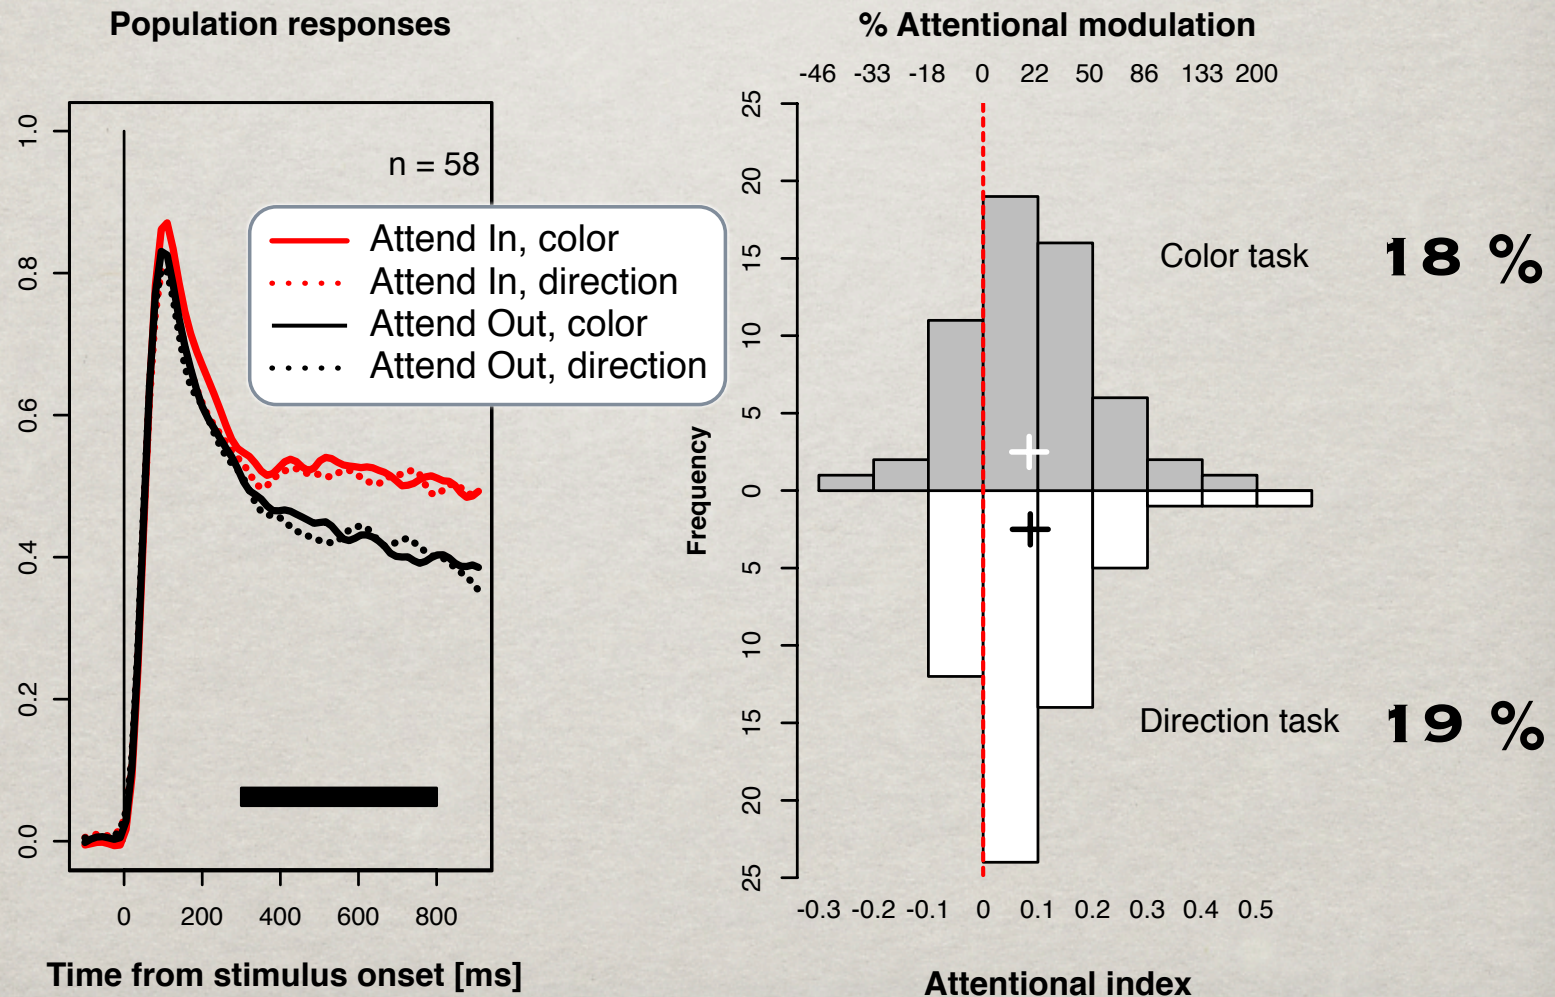 Population responses
1.0
0.8
0.6
0.4
0.2
0.0
n = 58
Attend In, color
Attend In, direction
Attend Out, color
Attend Out, direction
0 200 400 600 800
Time from stimulus onset [ms]
% Attentional modulation
-46 -33 -18 0 22 50 86 133 200
25
20
15
10
5
0
5
10
15
20
25
Frequency
Color task 18 %
Direction task 19 %
-0.3 -0.2 -0.1 0 0.1 0.2 0.3 0.4 0.5
Attentional index